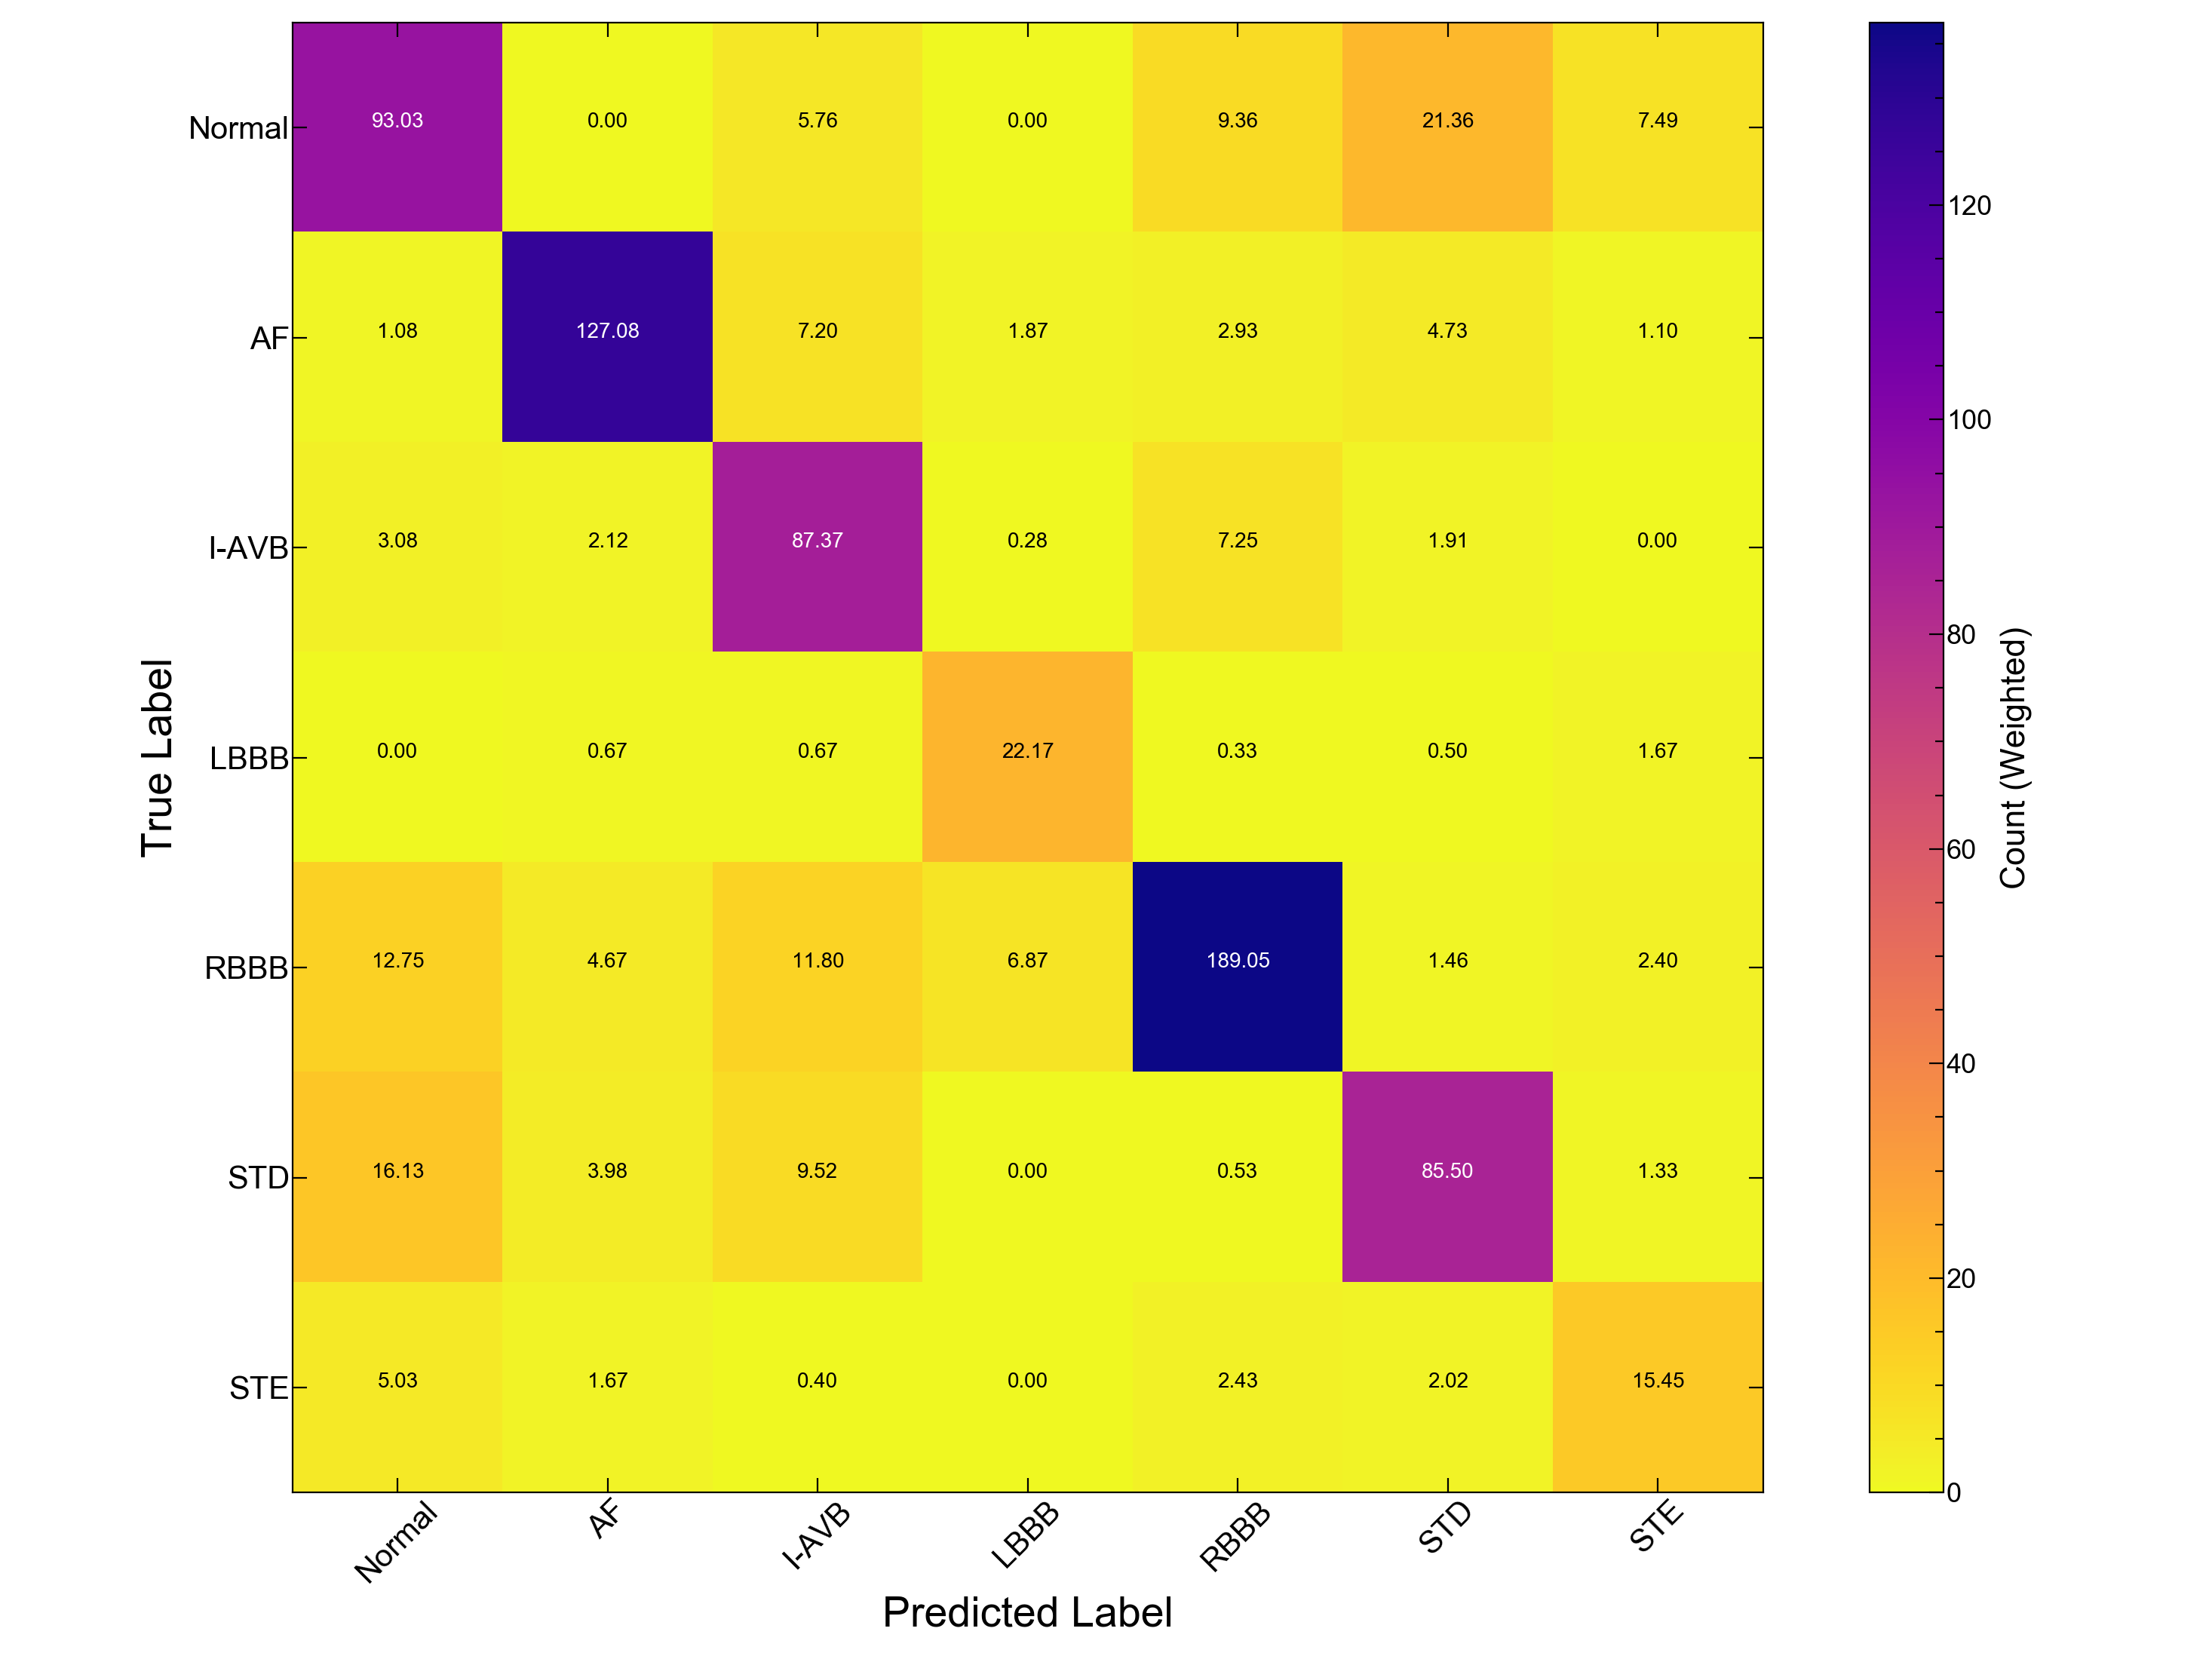 Normal 93.03 0.00 5.76 0.00 9.36 21.36 7.49
AF 1.08 127.08 7.20 1.87 2.93 4.73 1.10
I-AVB 3.08 2.12 87.37 0.28 7.25 1.91 0.00
LBBB 0.00 0.67 0.67 22.17 0.33 0.50 1.67
RBBB 12.75 4.67 11.80 6.87 189.05 1.46 2.40
STD 16.13 3.98 9.52 0.00 0.53 85.50 1.33
STE 5.03 1.67 0.40 0.00 2.43 2.02 15.45
Normal AF I-AVB LBBB RBBB STD STE
Predicted Label
True Label
120
100
80
60
40
20
0
Count (Weighted)